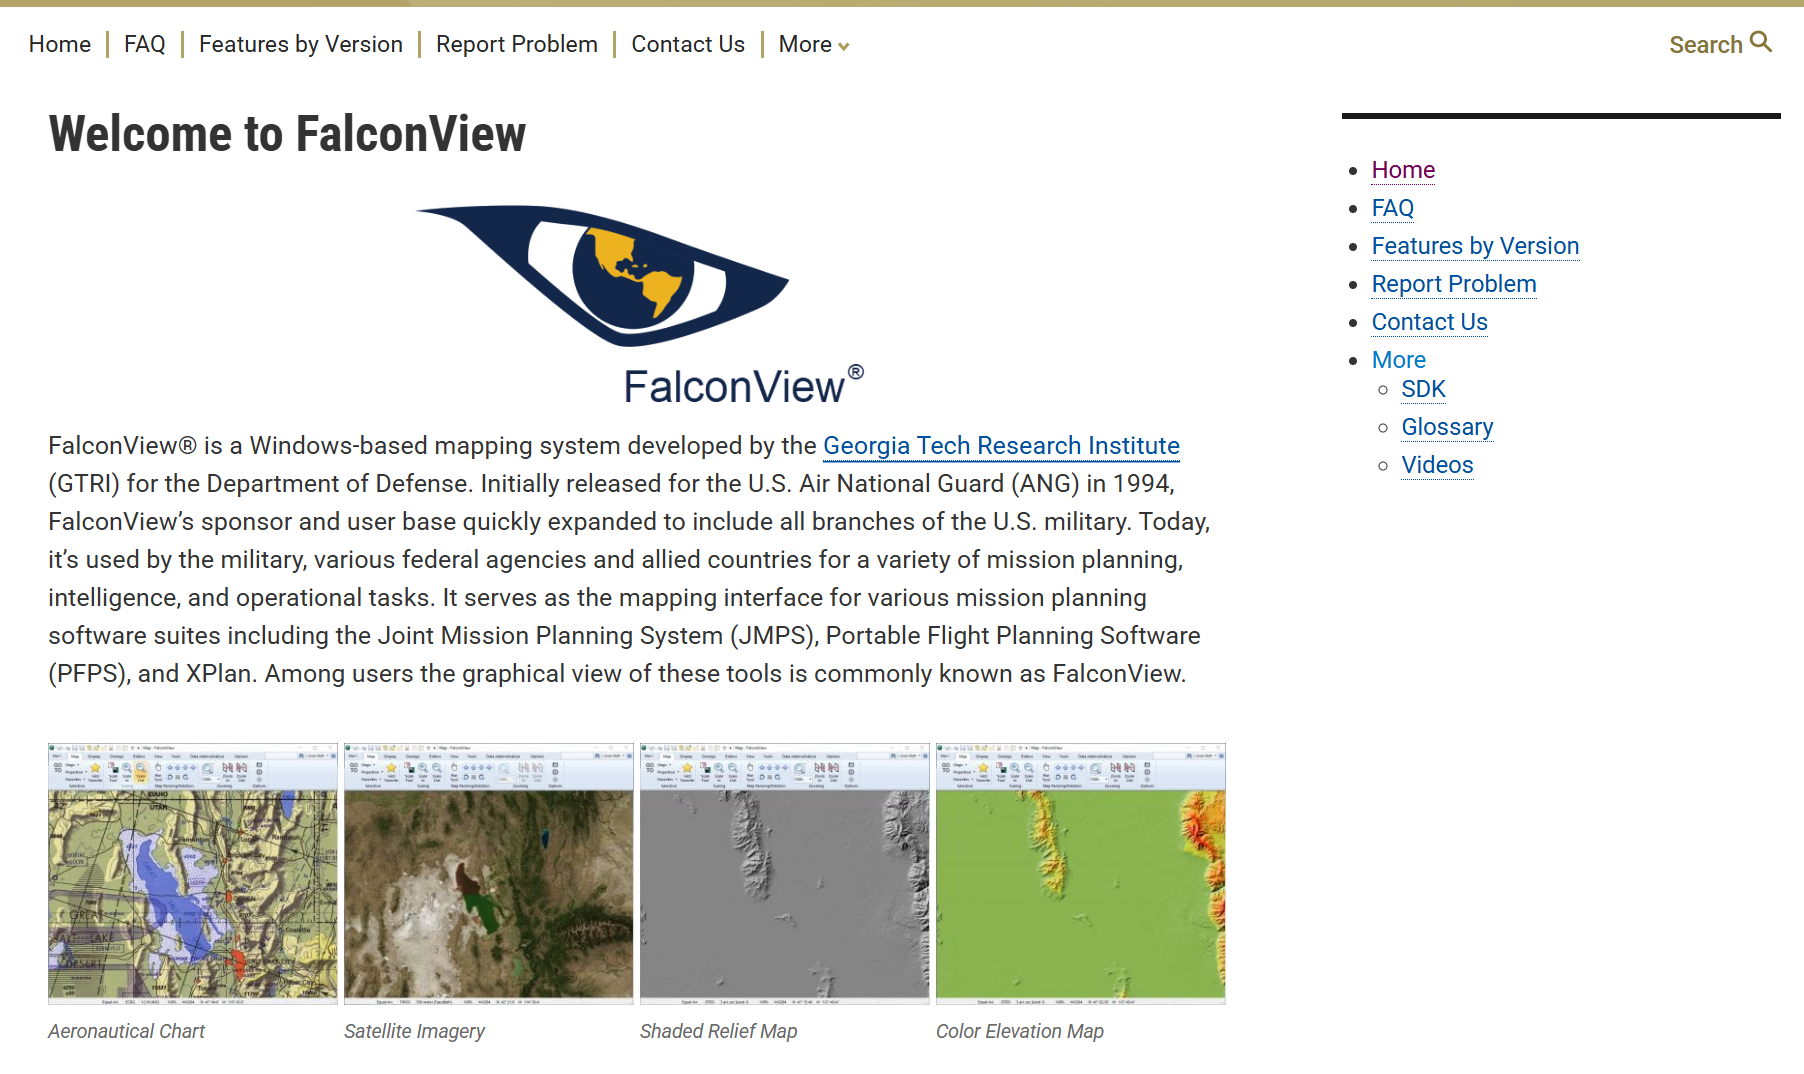 Home
FAQ
Features by Version
Report Problem
Contact Us
More
Search
Welcome to FalconView
FalconView®
FalconView® is a Windows-based mapping system developed by the Georgia Tech Research Institute
(GTRI) for the Department of Defense. Initially released for the U.S. Air National Guard (ANG) in 1994,
FalconView’s sponsor and user base quickly expanded to include all branches of the U.S. military. Today,
it’s used by the military, various federal agencies and allied countries for a variety of mission planning,
intelligence, and operational tasks. It serves as the mapping interface for various mission planning
software suites including the Joint Mission Planning System (JMPS), Portable Flight Planning Software
(PFPS), and XPlan. Among users the graphical view of these tools is commonly known as FalconView.
Aeronautical Chart
Satellite Imagery
Shaded Relief Map
Color Elevation Map
Home
FAQ
Features by Version
Report Problem
Contact Us
More
SDK
Glossary
Videos